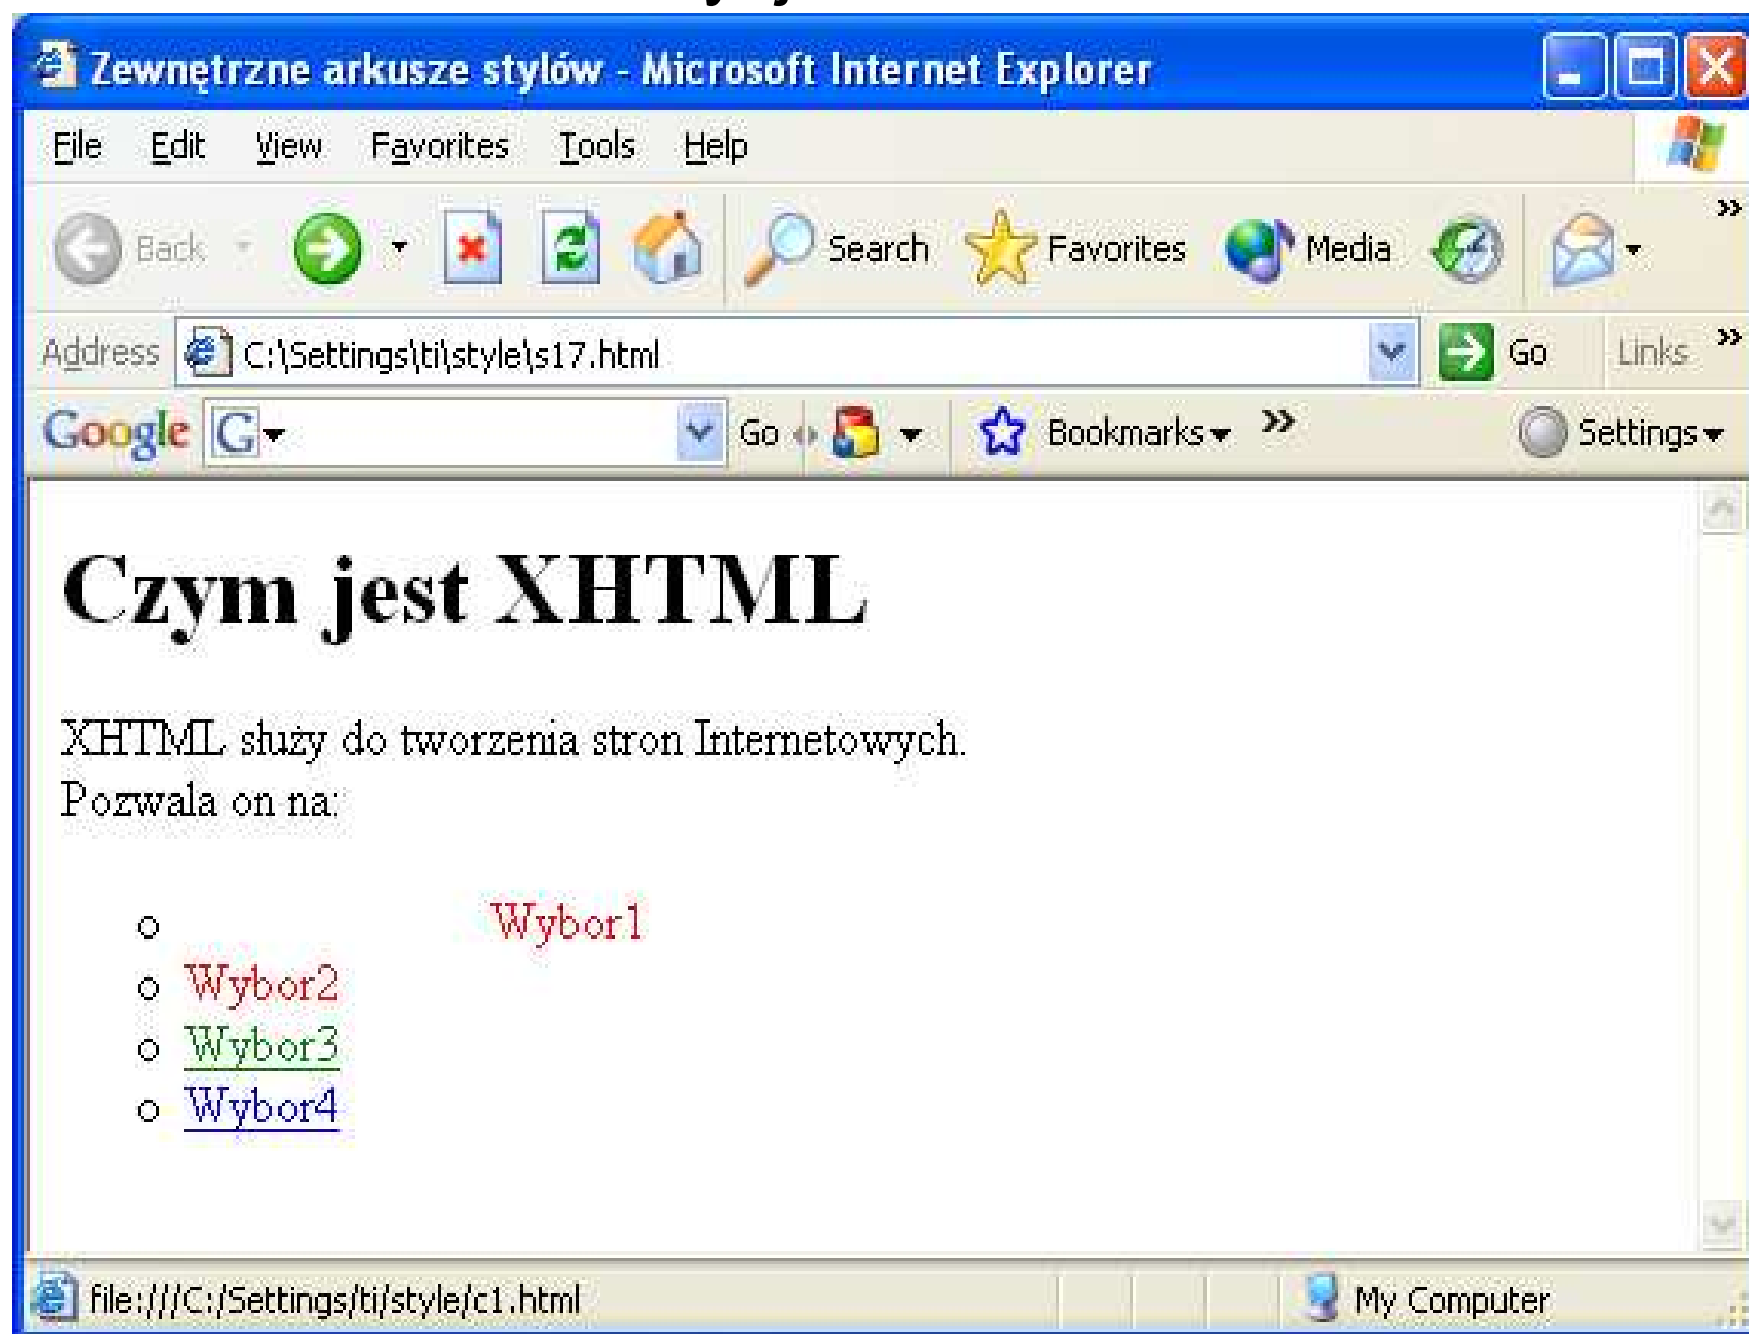 Zewnętrzne arkusze stylów - Microsoft Internet Explorer
File Edit View Favorites Tools Help
Back Search Favorites Media
Address C:\Settings\ti\style\s17.html Go Links
Google G Go Bookmarks Settings
Czym jest XHTML
XHTML służy do tworzenia stron Internetowych.
Pozwala on na:
Wybor1
Wybor2
Wybor3
Wybor4
file:///C:/Settings/ti/style/c1.html My Computer